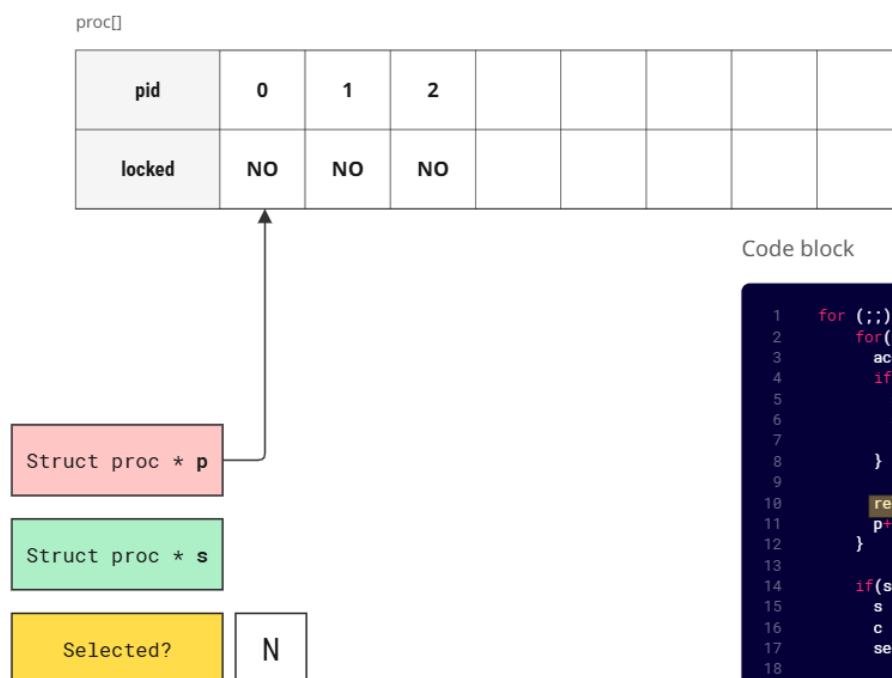 proc[]
pid 0 1 2
locked NO NO NO
Code block
1 for (;;)
2 for(
3 ac
4 if
5
6
7
8 }
9
10 re
11 p+
12 }
13
14 if(s
15 s
16 c
17 se
18
Struct proc * p
Struct proc * s
Selected? N